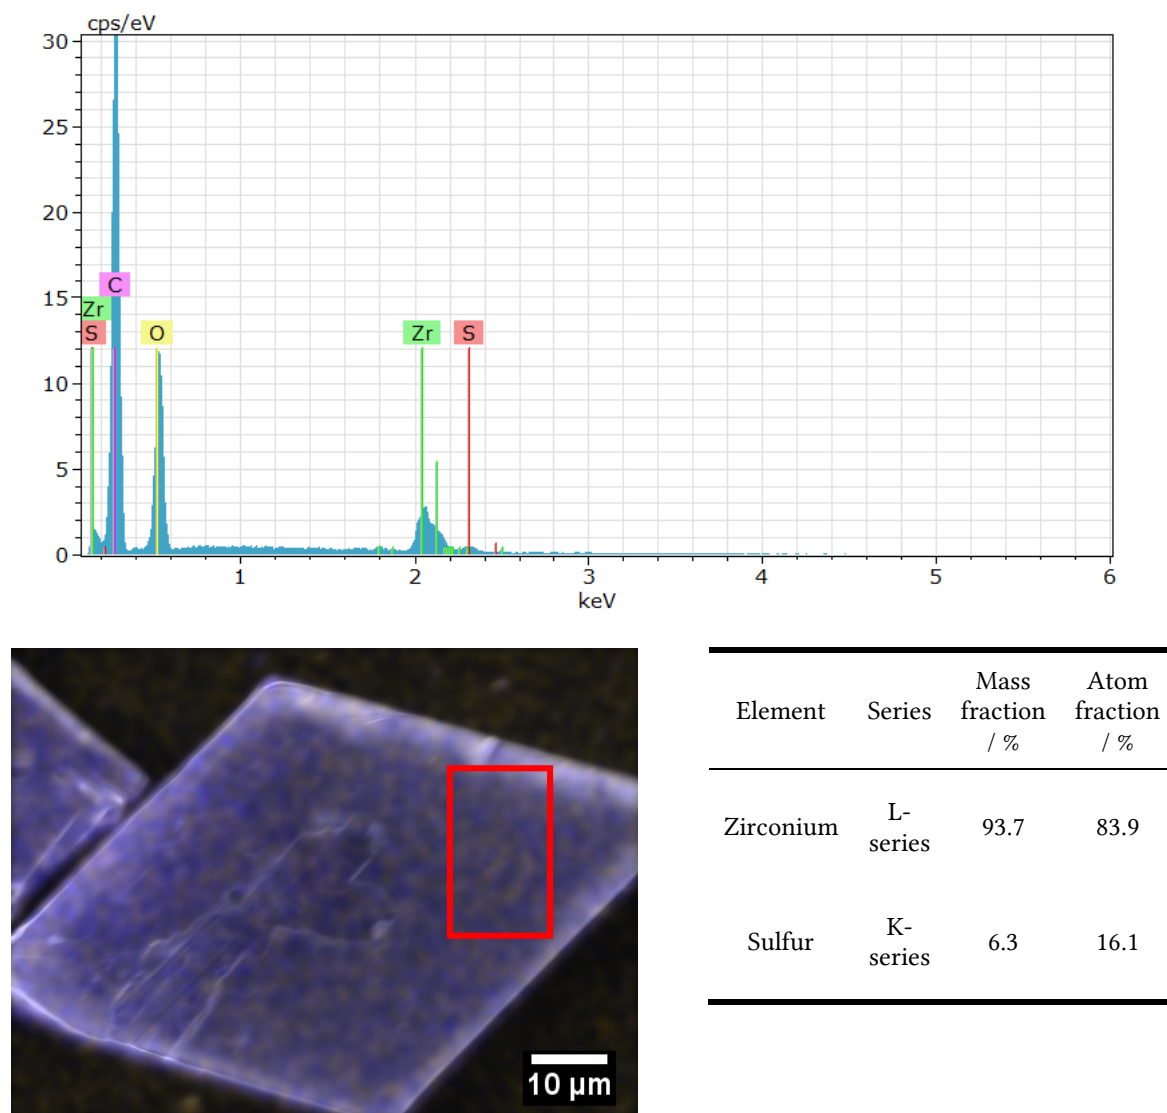 cps/eV
30
25
20
15
10
5
0
C
Zr
S
O
Zr
S
1 2 3 4 5 6
keV
10 μm
Element Series Mass fraction / % Atom fraction / %
Zirconium L-series 93.7 83.9
Sulfur K-series 6.3 16.1